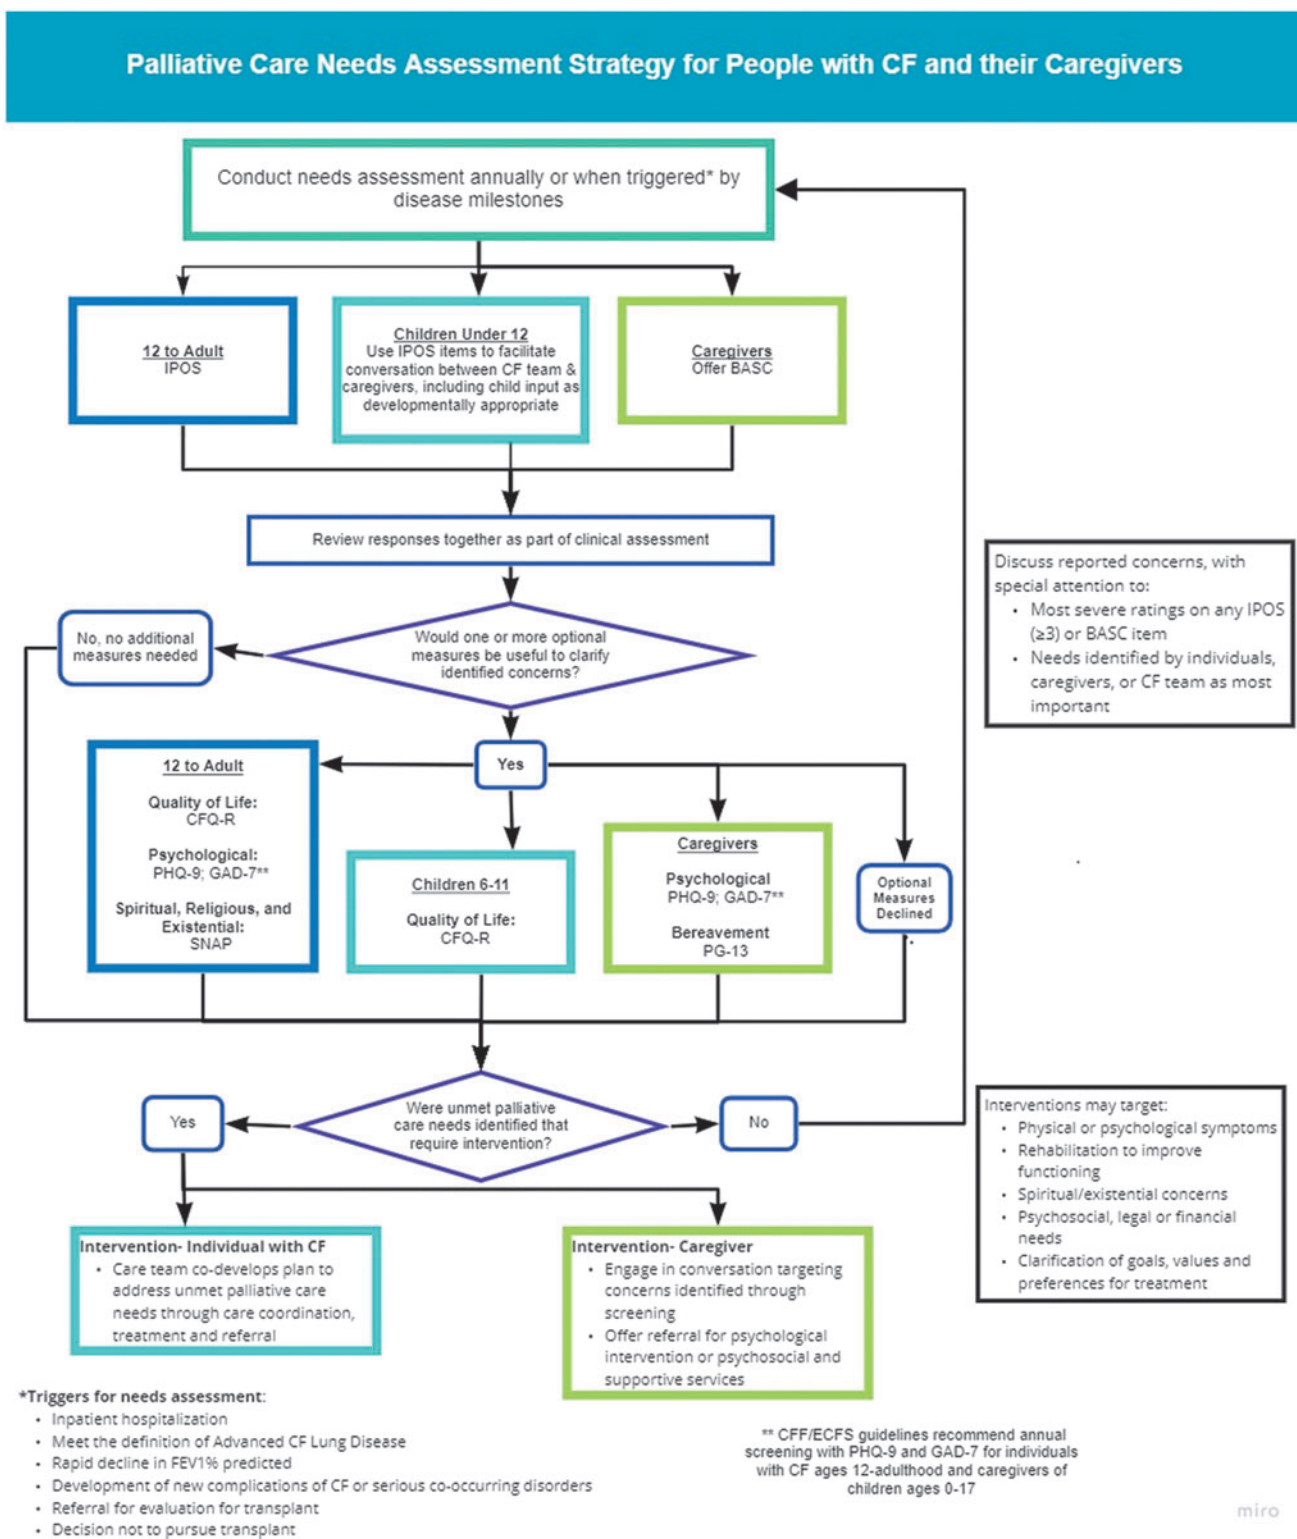 Palliative Care Needs Assessment Strategy for People with CF and their Caregivers
Conduct needs assessment annually or when triggered* by
disease milestones
12 to Adult
IPOS
Children Under 12
Use IPOS items to facilitate
conversation between CF team &
caregivers, including child input as
developmentally appropriate
Caregivers
Offer BASC
Review responses together as part of clinical assessment
Discuss reported concerns, with
special attention to:
• Most severe ratings on any IPOS
(≥3) or BASC item
• Needs identified by individuals,
caregivers, or CF team as most
important
Would one or more optional
measures be useful to clarify
identified concerns?
No, no additional
measures needed
Yes
12 to Adult
Quality of Life:
CFQ-R
Psychological:
PHQ-9; GAD-7**
Spiritual, Religious, and
Existential:
SNAP
Children 6-11
Quality of Life:
CFQ-R
Caregivers
Psychological
PHQ-9; GAD-7**
Bereavement
PG-13
Optional
Measures
Declined
Were unmet palliative
care needs identified that
require intervention?
Yes
No
Interventions may target:
• Physical or psychological symptoms
• Rehabilitation to improve
functioning
• Spiritual/existential concerns
• Psychosocial, legal or financial
needs
• Clarification of goals, values and
preferences for treatment
Intervention- Individual with CF
• Care team co-develops plan to
address unmet palliative care
needs through care coordination,
treatment and referral
Intervention- Caregiver
• Engage in conversation targeting
concerns identified through
screening
• Offer referral for psychological
intervention or psychosocial and
supportive services
*Triggers for needs assessment:
• Inpatient hospitalization
• Meet the definition of Advanced CF Lung Disease
• Rapid decline in FEV1% predicted
• Development of new complications of CF or serious co-occurring disorders
• Referral for evaluation for transplant
• Decision not to pursue transplant
** CFF/ECFS guidelines recommend annual
screening with PHQ-9 and GAD-7 for individuals
with CF ages 12-adulthood and caregivers of
children ages 0-17
miro